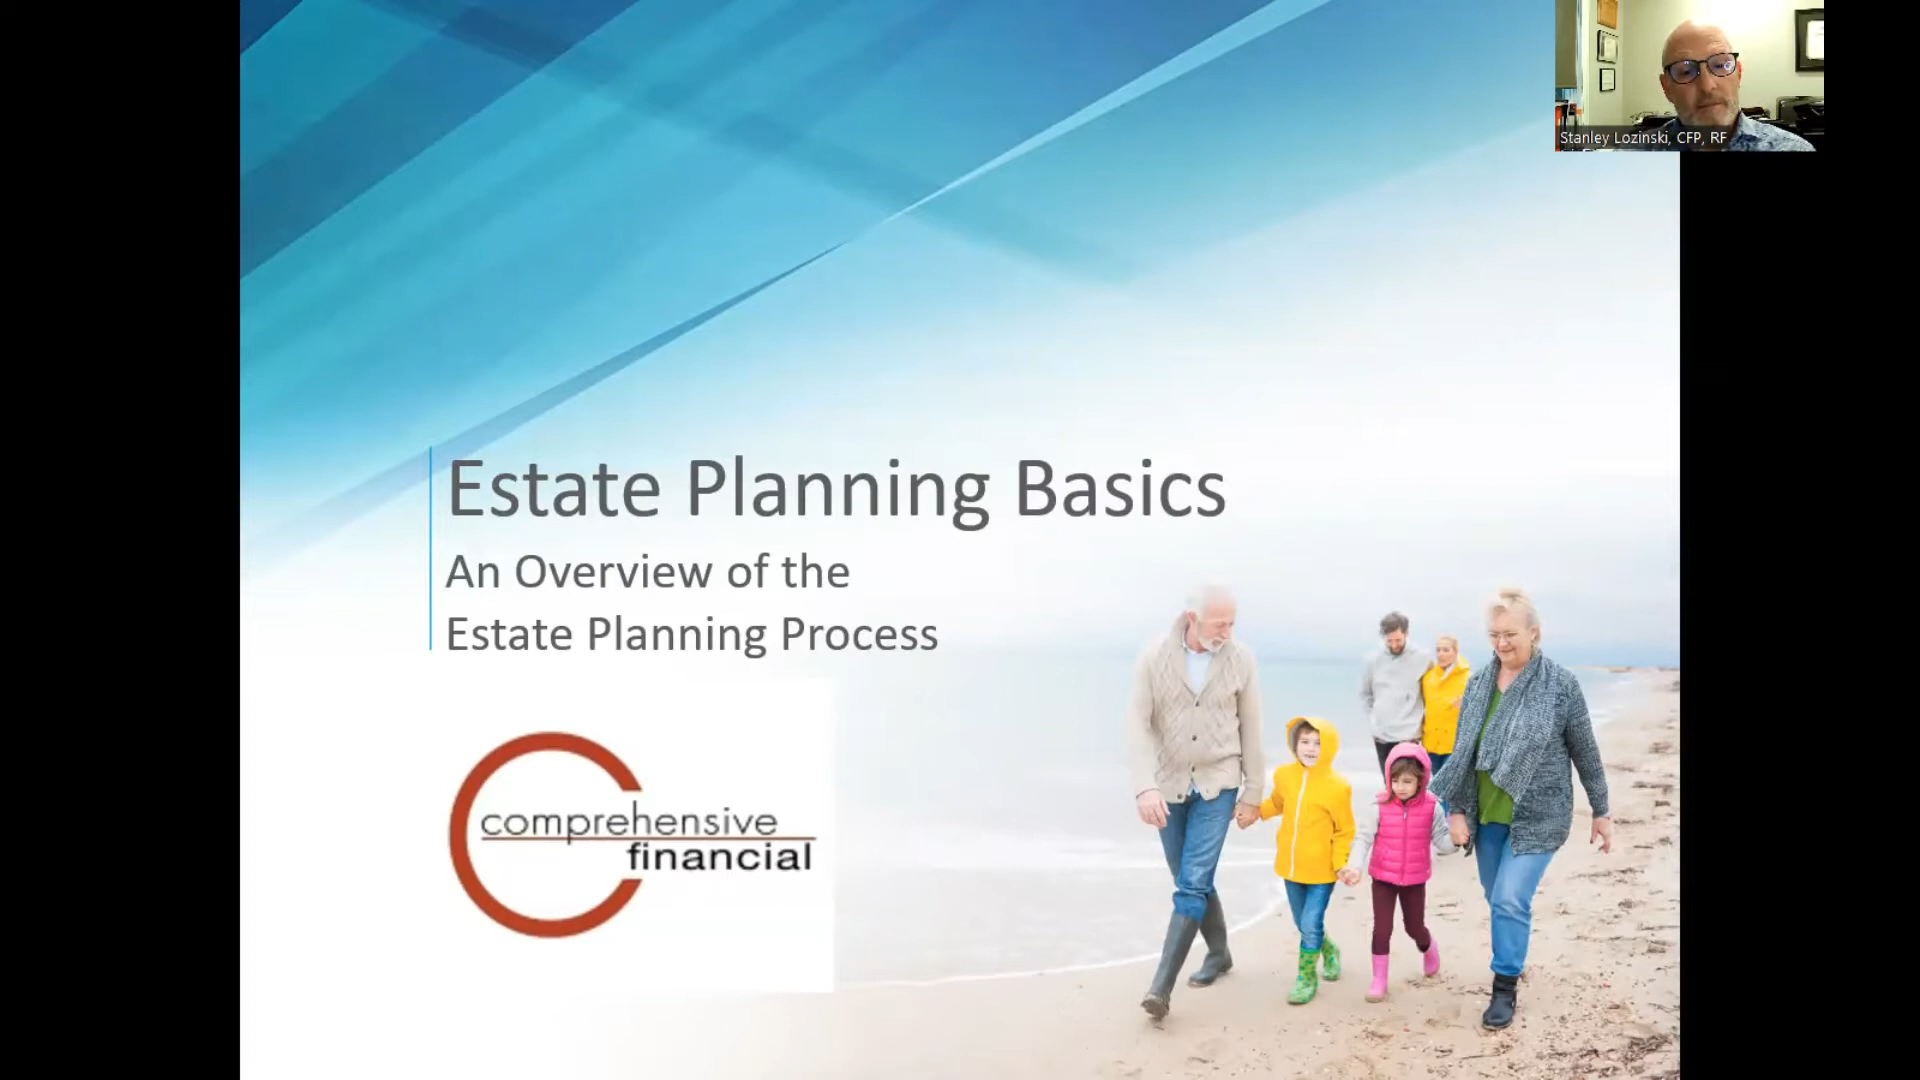 Stanley Lozinski, CFP, RF
Estate Planning Basics
An Overview of the
Estate Planning Process
comprehensive
financial